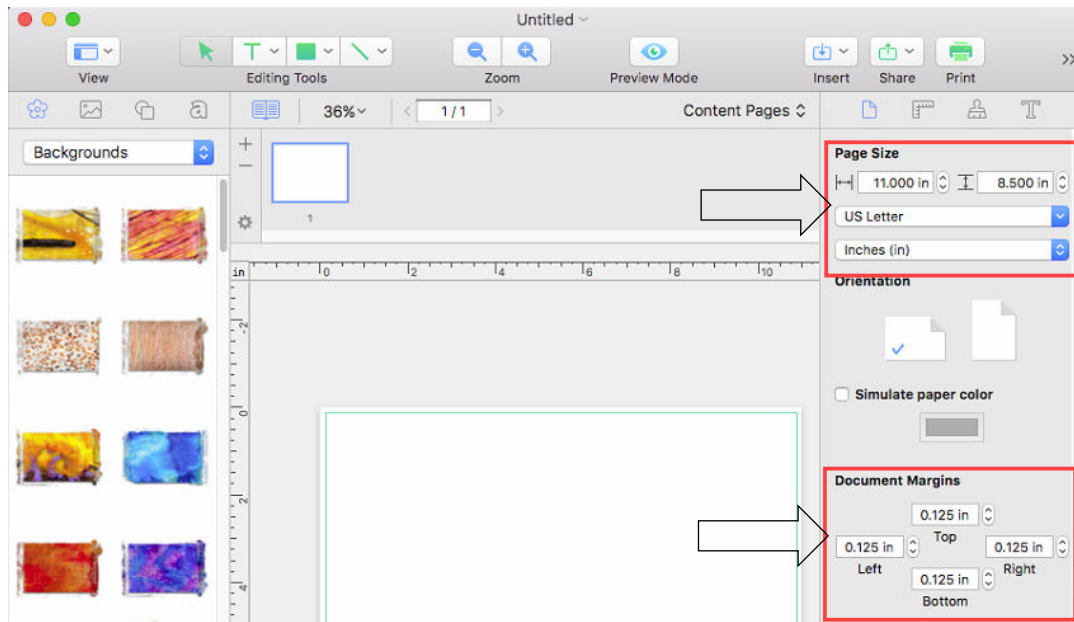 Untitled
View
Editing Tools
Zoom
Preview Mode
Insert
Share
Print
36%
1 / 1
Content Pages
Backgrounds
1
Page Size
11.000 in
8.500 in
US Letter
Inches (in)
in
0
2
4
6
8
10
-2
0
2
4
Orientation
Simulate paper color
Document Margins
0.125 in
Top
0.125 in
0.125 in
Left
Right
0.125 in
Bottom